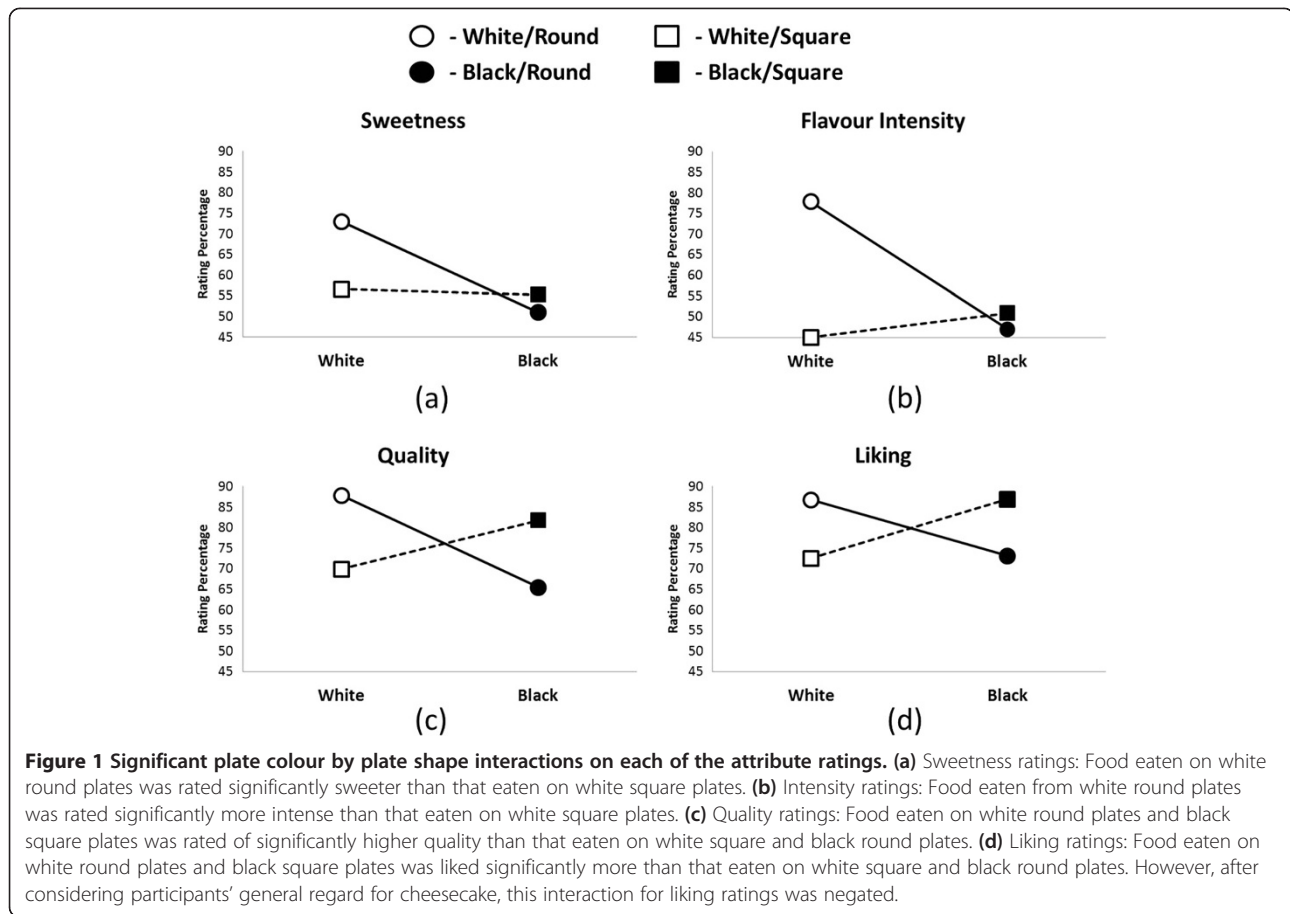 - White/Round - White/Square
- Black/Round - Black/Square
Sweetness
Rating Percentage
90
85
80
75
70
65
60
55
50
45
White Black
(a)
Flavour Intensity
Rating Percentage
90
85
80
75
70
65
60
55
50
45
White Black
(b)
Quality
Rating Percentage
90
85
80
75
70
65
60
55
50
45
White Black
(c)
Liking
Rating Percentage
90
85
80
75
70
65
60
55
50
45
White Black
(d)
Figure 1 Significant plate colour by plate shape interactions on each of the attribute ratings. (a) Sweetness ratings: Food eaten on white
round plates was rated significantly sweeter than that eaten on white square plates. (b) Intensity ratings: Food eaten from white round plates
was rated significantly more intense than that eaten on white square plates. (c) Quality ratings: Food eaten on white round plates and black
square plates was rated of significantly higher quality than that eaten on white square and black round plates. (d) Liking ratings: Food eaten on
white round plates and black square plates was liked significantly more than that eaten on white square and black round plates. However, after
considering participants' general regard for cheesecake, this interaction for liking ratings was negated.